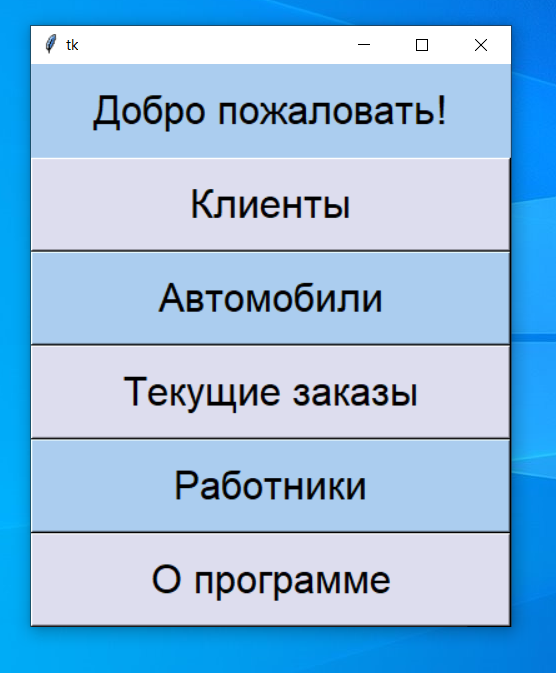 tk
Добро пожаловать!
Клиенты
Автомобили
Текущие заказы
Работники
О программе